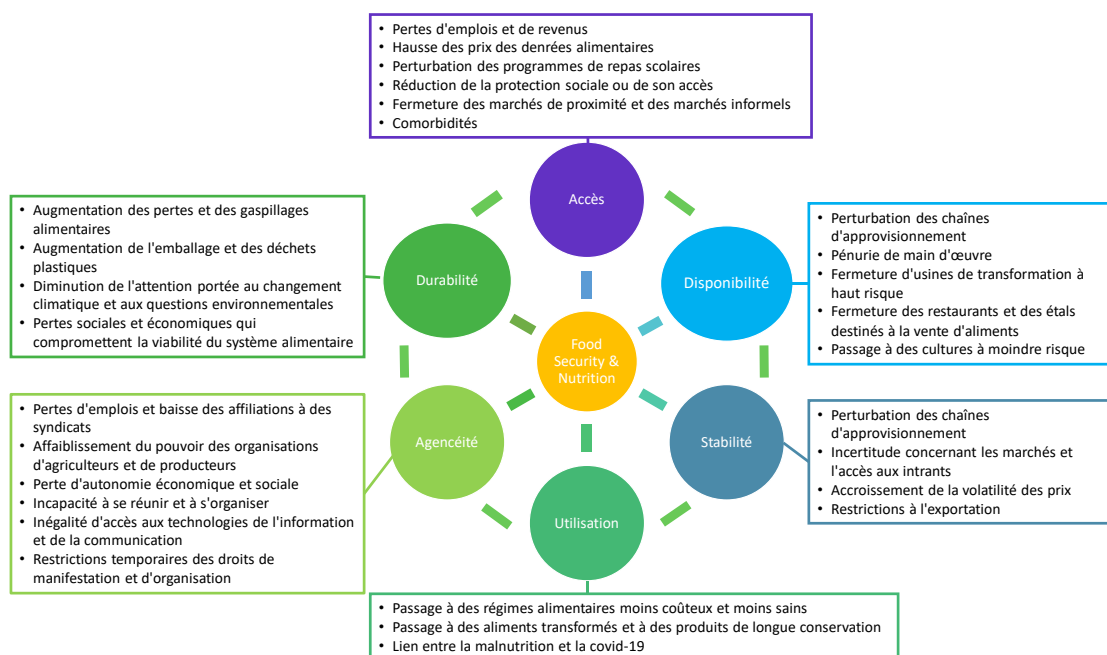 • Pertes d'emplois et de revenus
• Hausse des prix des denrées alimentaires
• Perturbation des programmes de repas scolaires
• Réduction de la protection sociale ou de son accès
• Fermeture des marchés de proximité et des marchés informels
• Comorbidités
Accès
• Augmentation des pertes et des gaspillages
alimentaires
• Augmentation de l'emballage et des déchets
plastiques
• Diminution de l'attention portée au changement
climatique et aux questions environnementales
• Pertes sociales et économiques qui
compromettent la viabilité du système alimentaire
Durabilité
Disponibilité
• Perturbation des chaînes
d'approvisionnement
• Pénurie de main d'œuvre
• Fermeture d'usines de transformation à
haut risque
• Fermeture des restaurants et des étals
destinés à la vente d'aliments
• Passage à des cultures à moindre risque
Food
Security &
Nutrition
• Pertes d'emplois et baisse des affiliations à des
syndicats
• Affaiblissement du pouvoir des organisations
d'agriculteurs et de producteurs
• Perte d'autonomie économique et sociale
• Incapacité à se réunir et à s'organiser
• Inégalité d'accès aux technologies de l'information
et de la communication
• Restrictions temporaires des droits de
manifestation et d'organisation
Agencéité
Stabilité
• Perturbation des chaînes
d'approvisionnement
• Incertitude concernant les marchés et
l'accès aux intrants
• Accroissement de la volatilité des prix
• Restrictions à l'exportation
Utilisation
• Passage à des régimes alimentaires moins coûteux et moins sains
• Passage à des aliments transformés et à des produits de longue conservation
• Lien entre la malnutrition et la covid-19